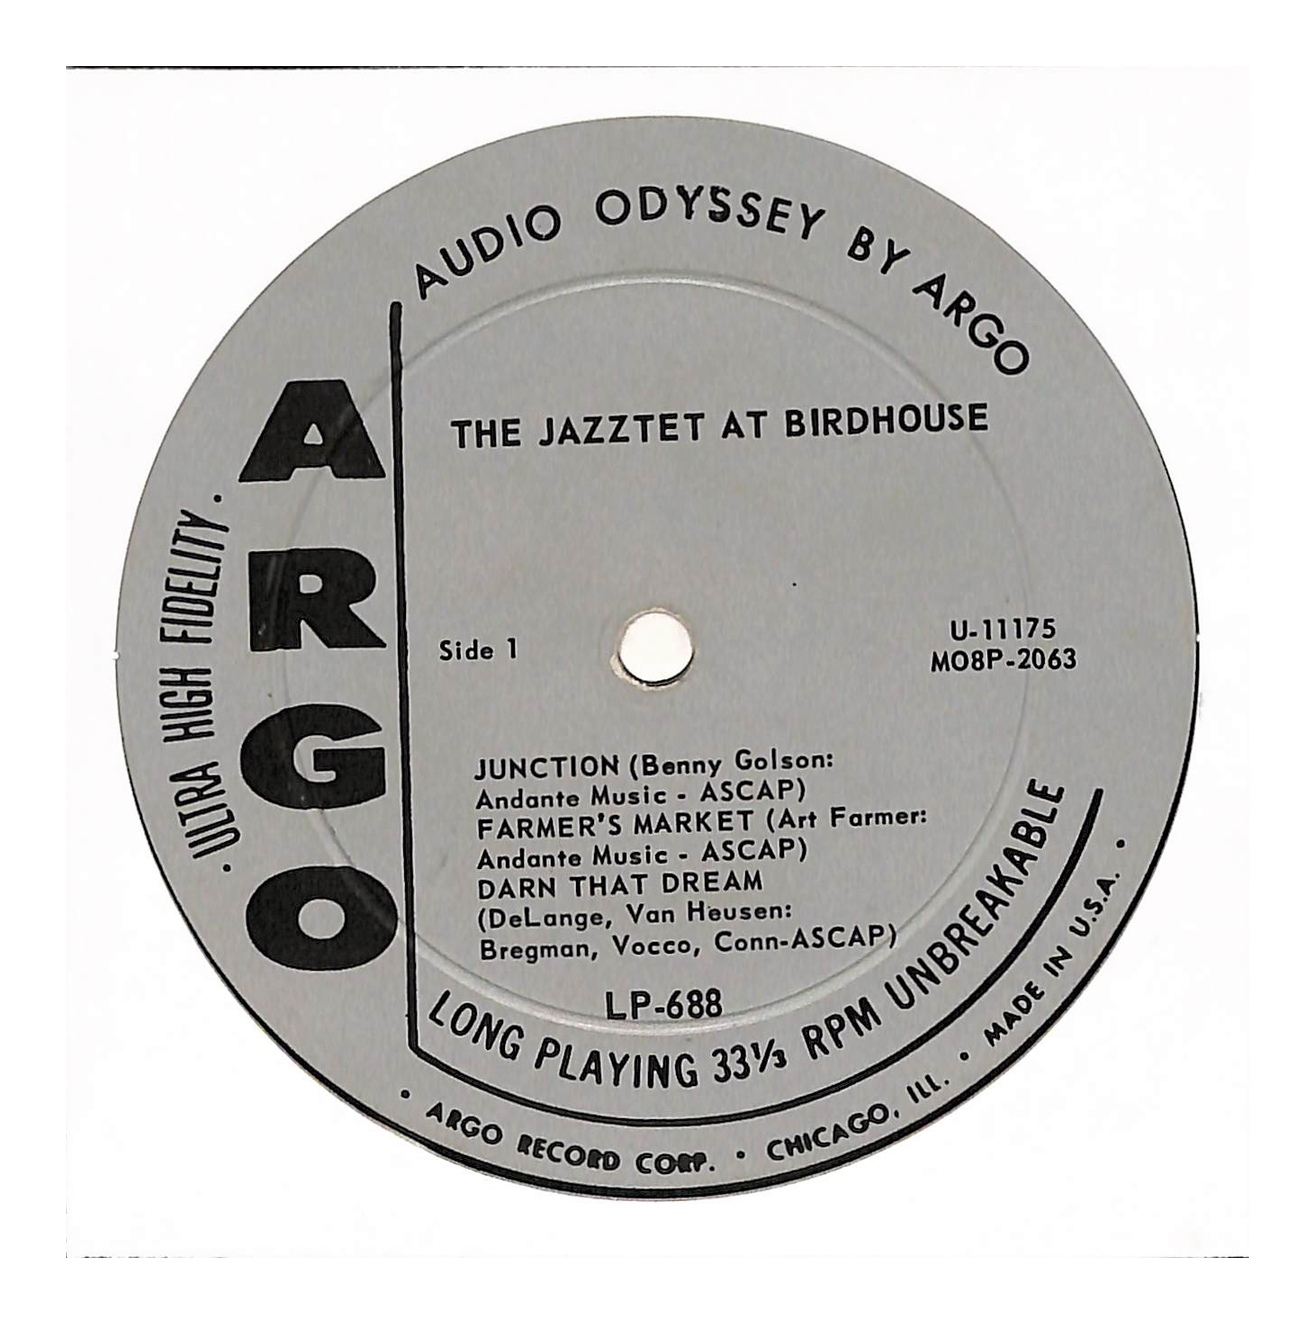 AUDIO ODYSSEY BY ARGO
ARGO
· ULTRA HIGH FIDELITY ·
THE JAZZTET AT BIRDHOUSE
Side 1
U-11175
MO8P-2063
JUNCTION (Benny Golson:
Andante Music - ASCAP)
FARMER'S MARKET (Art Farmer:
Andante Music - ASCAP)
DARN THAT DREAM
(DeLange, Van Heusen:
Bregman, Vocco, Conn-ASCAP)
LP-688
LONG PLAYING 33⅓ RPM UNBREAKABLE
· ARGO RECORD CORP. · CHICAGO, ILL. · MADE IN U.S.A. ·